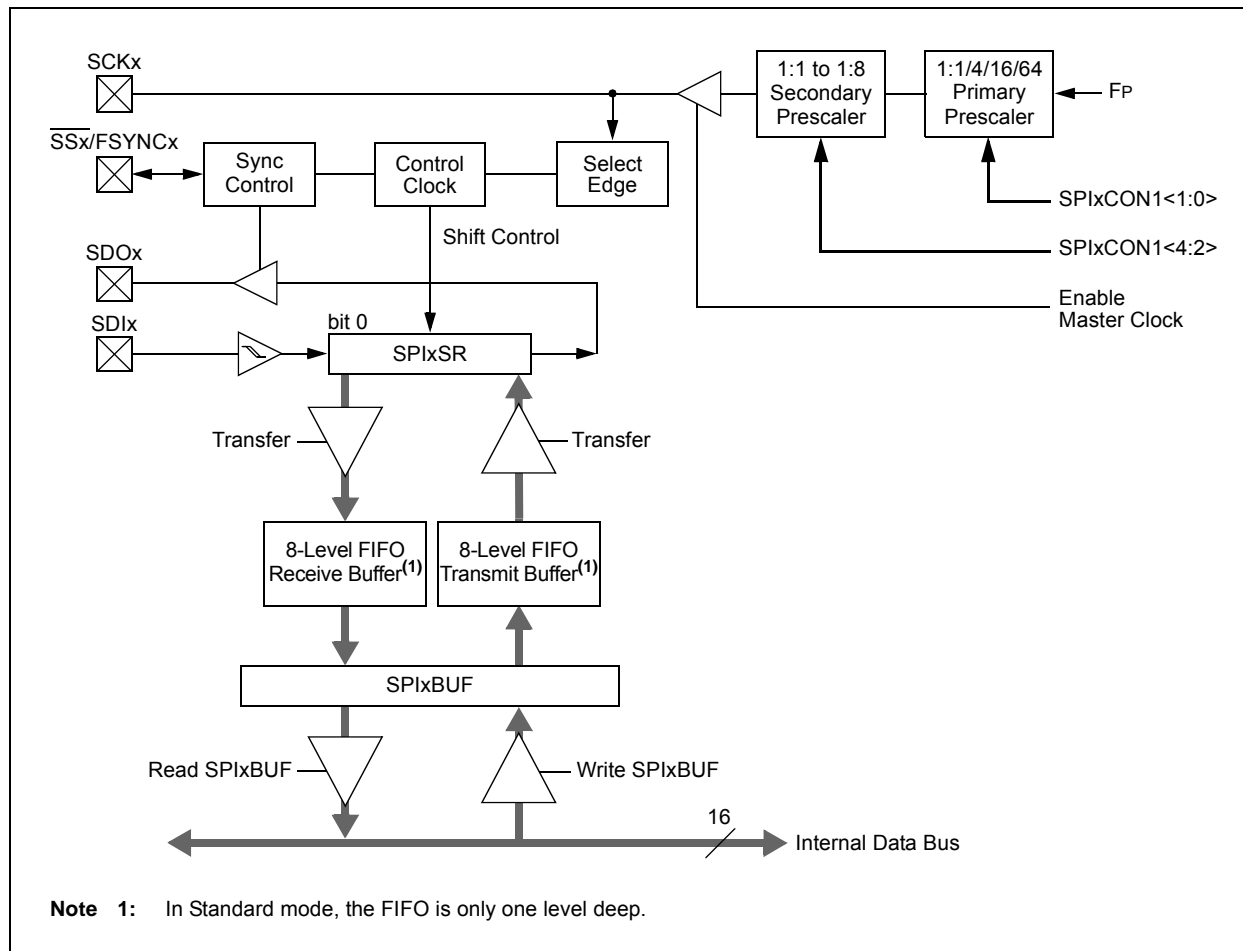 SCKx
1:1 to 1:8
Secondary
Prescaler
1:1/4/16/64
Primary
Prescaler
FP
SSx/FSYNCx
Sync
Control
Control
Clock
Select
Edge
SPIxCON1<1:0>
Shift Control
SPIxCON1<4:2>
SDOx
Enable
Master Clock
SDIx
bit 0
SPIxSR
Transfer
Transfer
8-Level FIFO
Receive Buffer(1)
8-Level FIFO
Transmit Buffer(1)
SPIxBUF
Read SPIxBUF
Write SPIxBUF
16
Internal Data Bus
Note 1: In Standard mode, the FIFO is only one level deep.